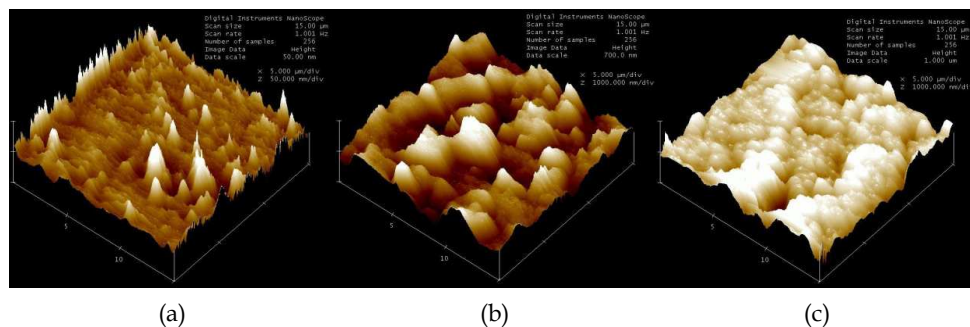 Digital Instruments NanoScope
Scan size 15.00 µm
Scan rate 1.001 Hz
Number of samples 256
Image Data Height
Data scale 50.00 nm
X 5.000 µm/div
Z 50.000 nm/div
5
10
(a)
Digital Instruments NanoScope
Scan size 15.00 µm
Scan rate 1.001 Hz
Number of samples 256
Image Data Height
Data scale 700.0 nm
X 5.000 µm/div
Z 1000.000 nm/div
5
10
(b)
Digital Instruments NanoScope
Scan size 15.00 µm
Scan rate 1.001 Hz
Number of samples 256
Image Data Height
Data scale 1.000 um
X 5.000 µm/div
Z 1000.000 nm/div
5
10
(c)